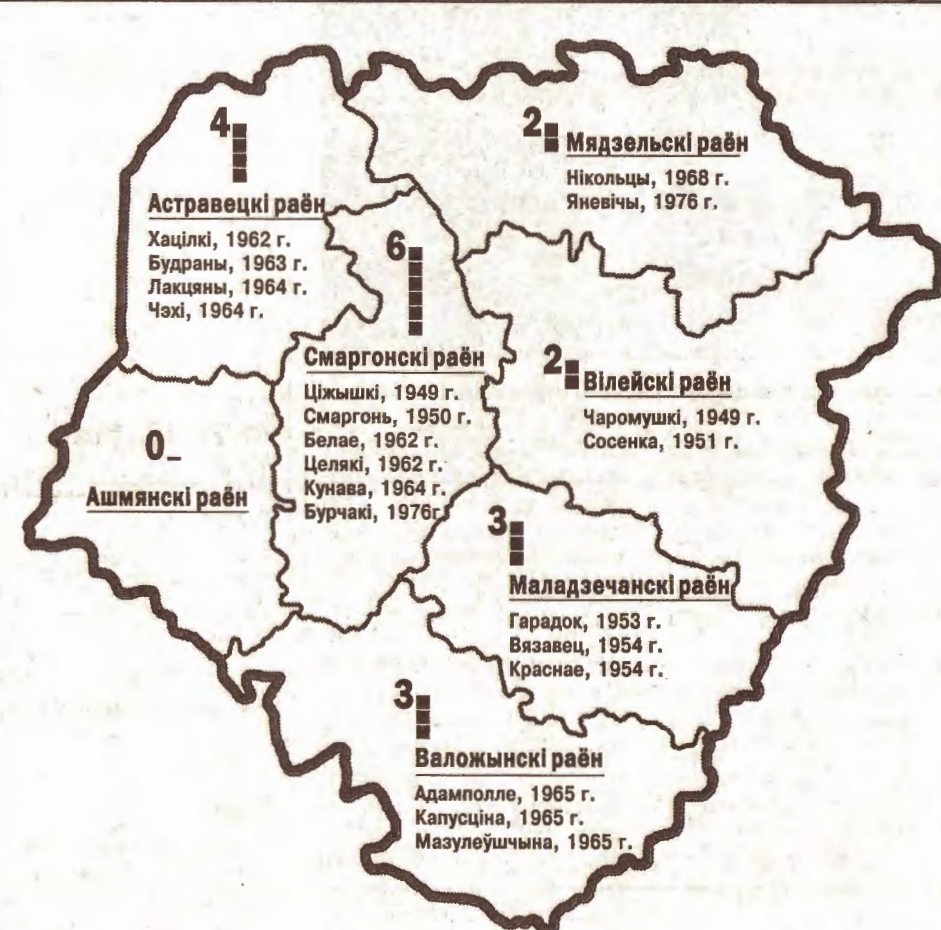 4
Астравецкі раён
Хацілкі, 1962 г.
Будраны, 1963 г.
Лакцяны, 1964 г.
Чэхі, 1964 г.
2
Мядзельскі раён
Нікольцы, 1968 г.
Яневічы, 1976 г.
6
Смаргонскі раён
Ціжышкі, 1949 г.
Смаргонь, 1950 г.
Белае, 1962 г.
Целякі, 1962 г.
Кунава, 1964 г.
Бурчакі, 1976г.
2
Вілейскі раён
Чаромушкі, 1949 г.
Сосенка, 1951 г.
0
Ашмянскі раён
3
Маладзечанскі раён
Гарадок, 1953 г.
Вязавец, 1954 г.
Краснае, 1954 г.
3
Валожынскі раён
Адамполле, 1965 г.
Капусціна, 1965 г.
Мазулеўшчына, 1965 г.